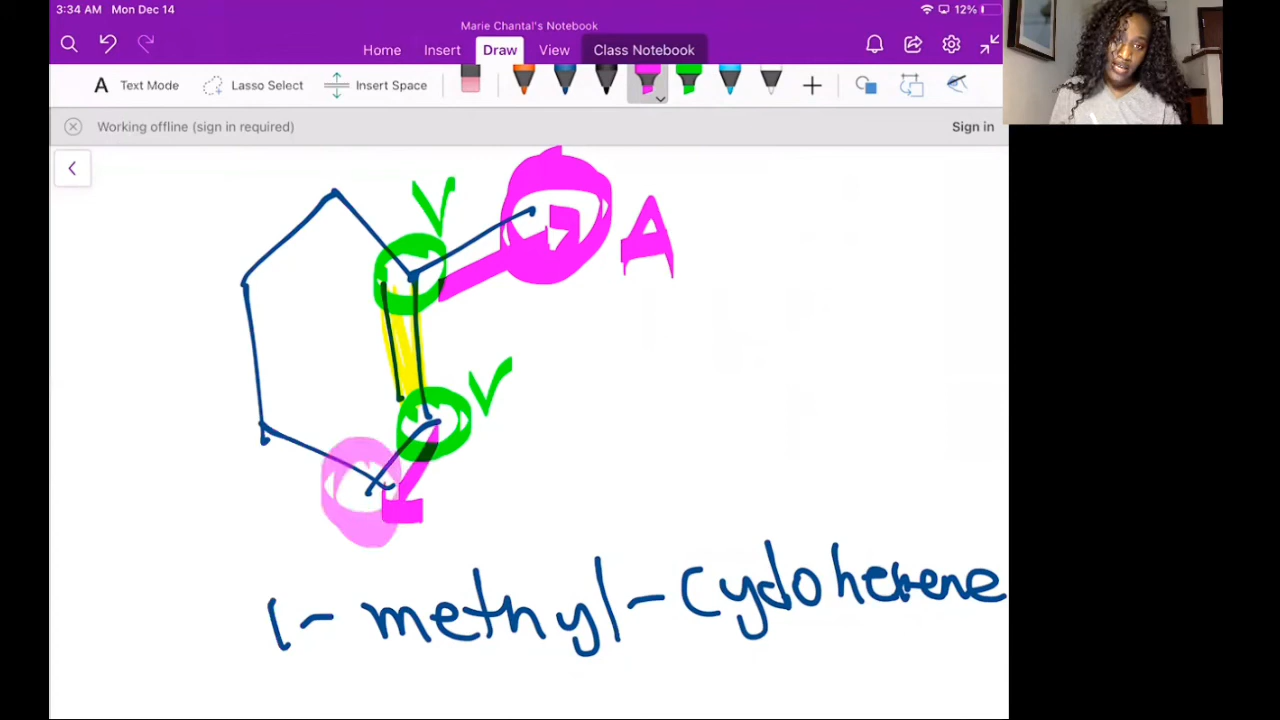 3:34 AM Mon Dec 14
12%
Marie Chantal's Notebook
Home Insert Draw View Class Notebook
A Text Mode Lasso Select Insert Space
Working offline (sign in required) Sign in
V
A
V
1-methyl-cyclohexene